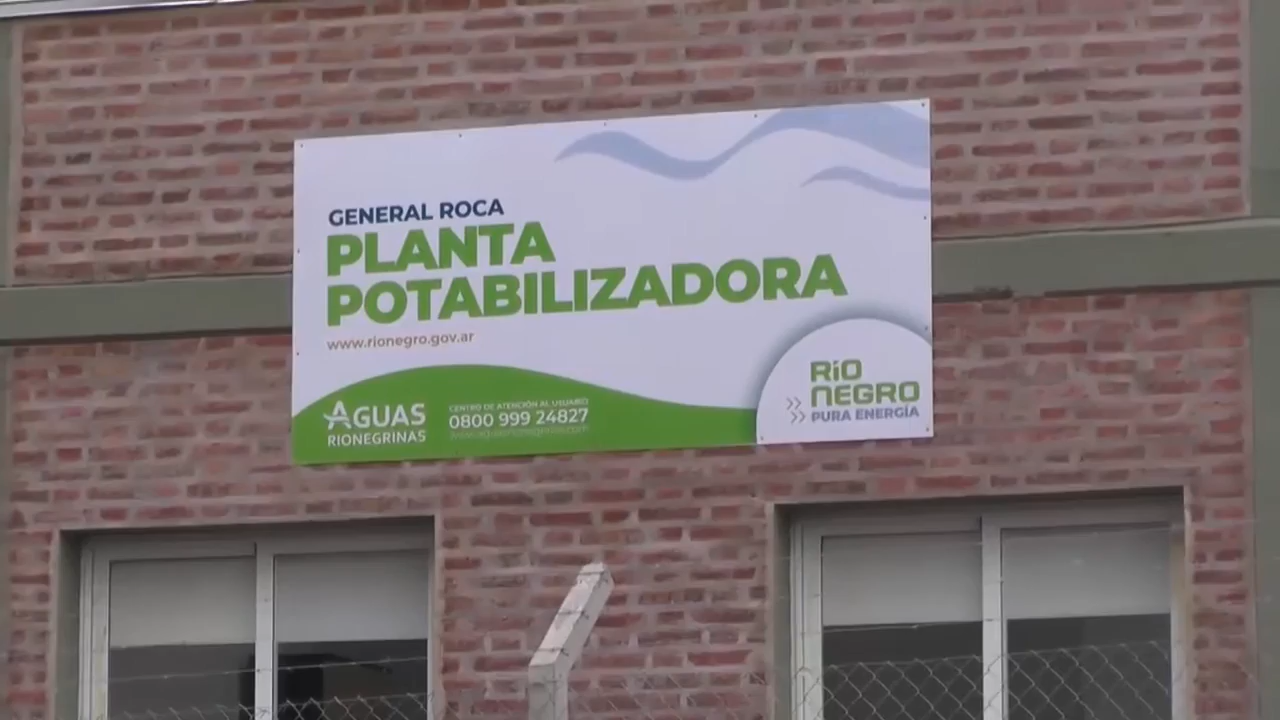 GENERAL ROCA
PLANTA
POTABILIZADORA
www.rionegro.gov.ar
AGUAS
RIONEGRINAS
CENTRO DE ATENCIÓN AL USUARIO
0800 999 24827
RÍO
NEGRO
PURA ENERGÍA